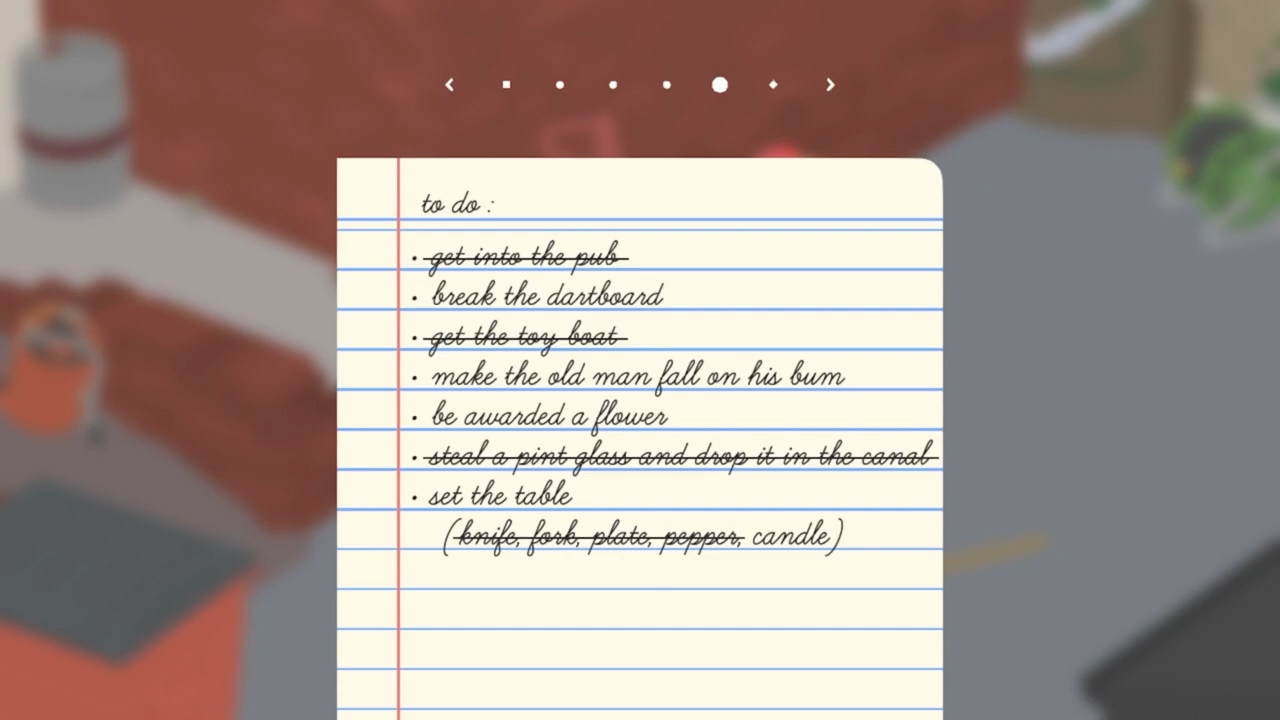 to do :
• get into the pub
• break the dartboard
• get the toy boat
• make the old man fall on his bum
• be awarded a flower
• steal a pint glass and drop it in the canal
• set the table
(knife, fork, plate, pepper, candle)